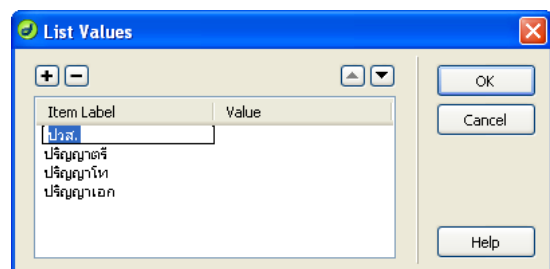 List Values
OK
Cancel
Item Label Value
ปวส.
ปริญญาตรี
ปริญญาโท
ปริญญาเอก
Help